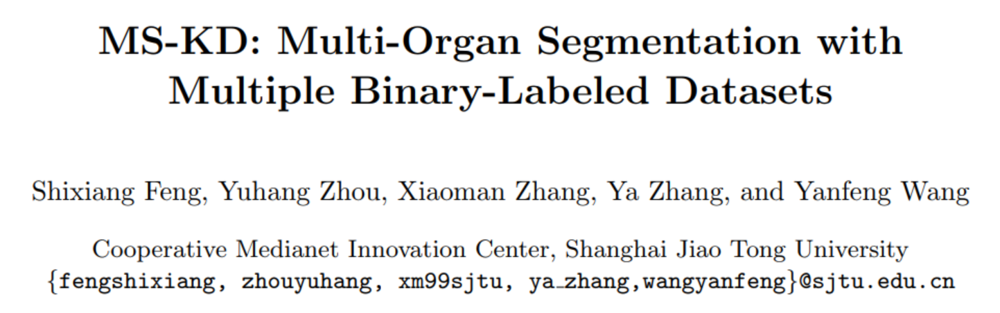 MS-KD: Multi-Organ Segmentation with
Multiple Binary-Labeled Datasets
Shixiang Feng, Yuhang Zhou, Xiaoman Zhang, Ya Zhang, and Yanfeng Wang
Cooperative Medianet Innovation Center, Shanghai Jiao Tong University
{fengshixiang, zhouyuhang, xm99sjtu, ya_zhang,wangyanfeng}@sjtu.edu.cn